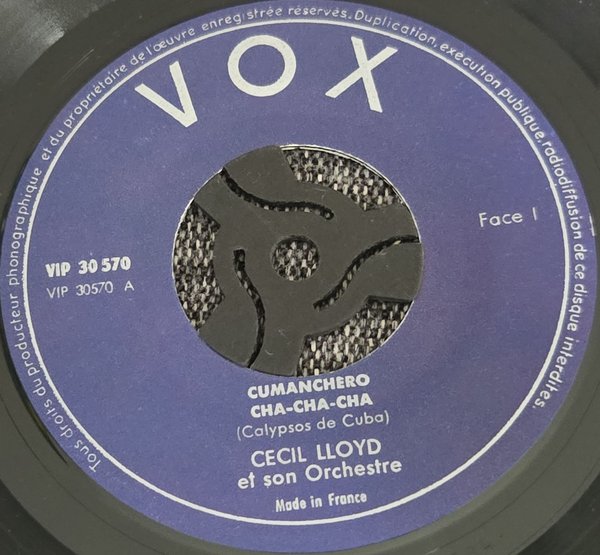 VOX
Tous droits du producteur phonographique et du propriétaire de l'œuvre enregistrée réservés. Duplication, exécution publique, radiodiffusion de ce disque interdites.
Face 1
VIP 30 570
VIP 30570 A
CUMANCHERO
CHA-CHA-CHA
(Calypsos de Cuba)
CECIL LLOYD
et son Orchestre
Made in France